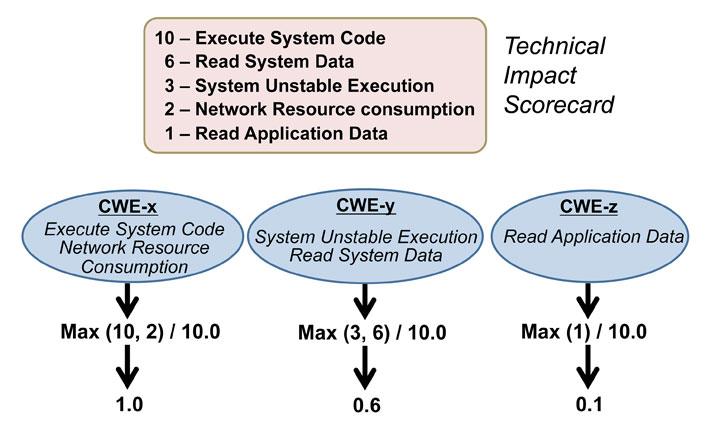 10 – Execute System Code
6 – Read System Data
3 – System Unstable Execution
2 – Network Resource consumption
1 – Read Application Data
Technical
Impact
Scorecard
CWE-x
Execute System Code
Network Resource
Consumption
CWE-y
System Unstable Execution
Read System Data
CWE-z
Read Application Data
Max (10, 2) / 10.0
Max (3, 6) / 10.0
Max (1) / 10.0
1.0
0.6
0.1